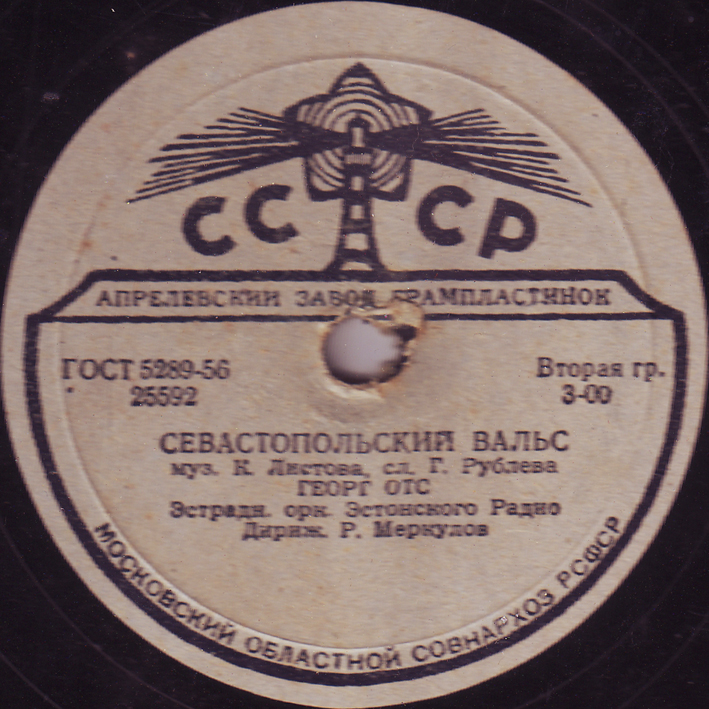 СССР
АПРЕЛЕВСКИЙ ЗАВОД ГРАМПЛАСТИНОК
ГОСТ 5289-56
25592
Вторая гр.
3-00
СЕВАСТОПОЛЬСКИЙ ВАЛЬС
муз. К. Листова, сл. Г. Рублева
ГЕОРГ ОТС
Эстрадн. орк. Эстонского Радио
Дириж. Р. Меркулов
МОСКОВСКИЙ ОБЛАСТНОЙ СОВНАРХОЗ РСФСР